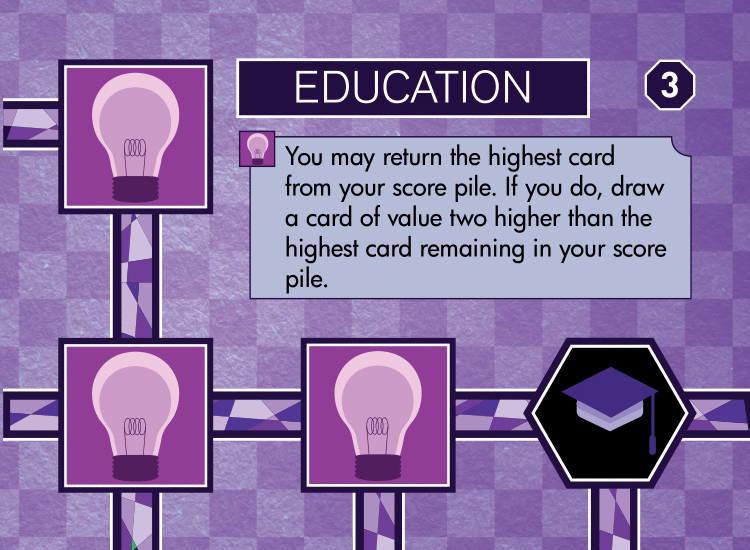 EDUCATION
3
You may return the highest card
from your score pile. If you do, draw
a card of value two higher than the
highest card remaining in your score
pile.